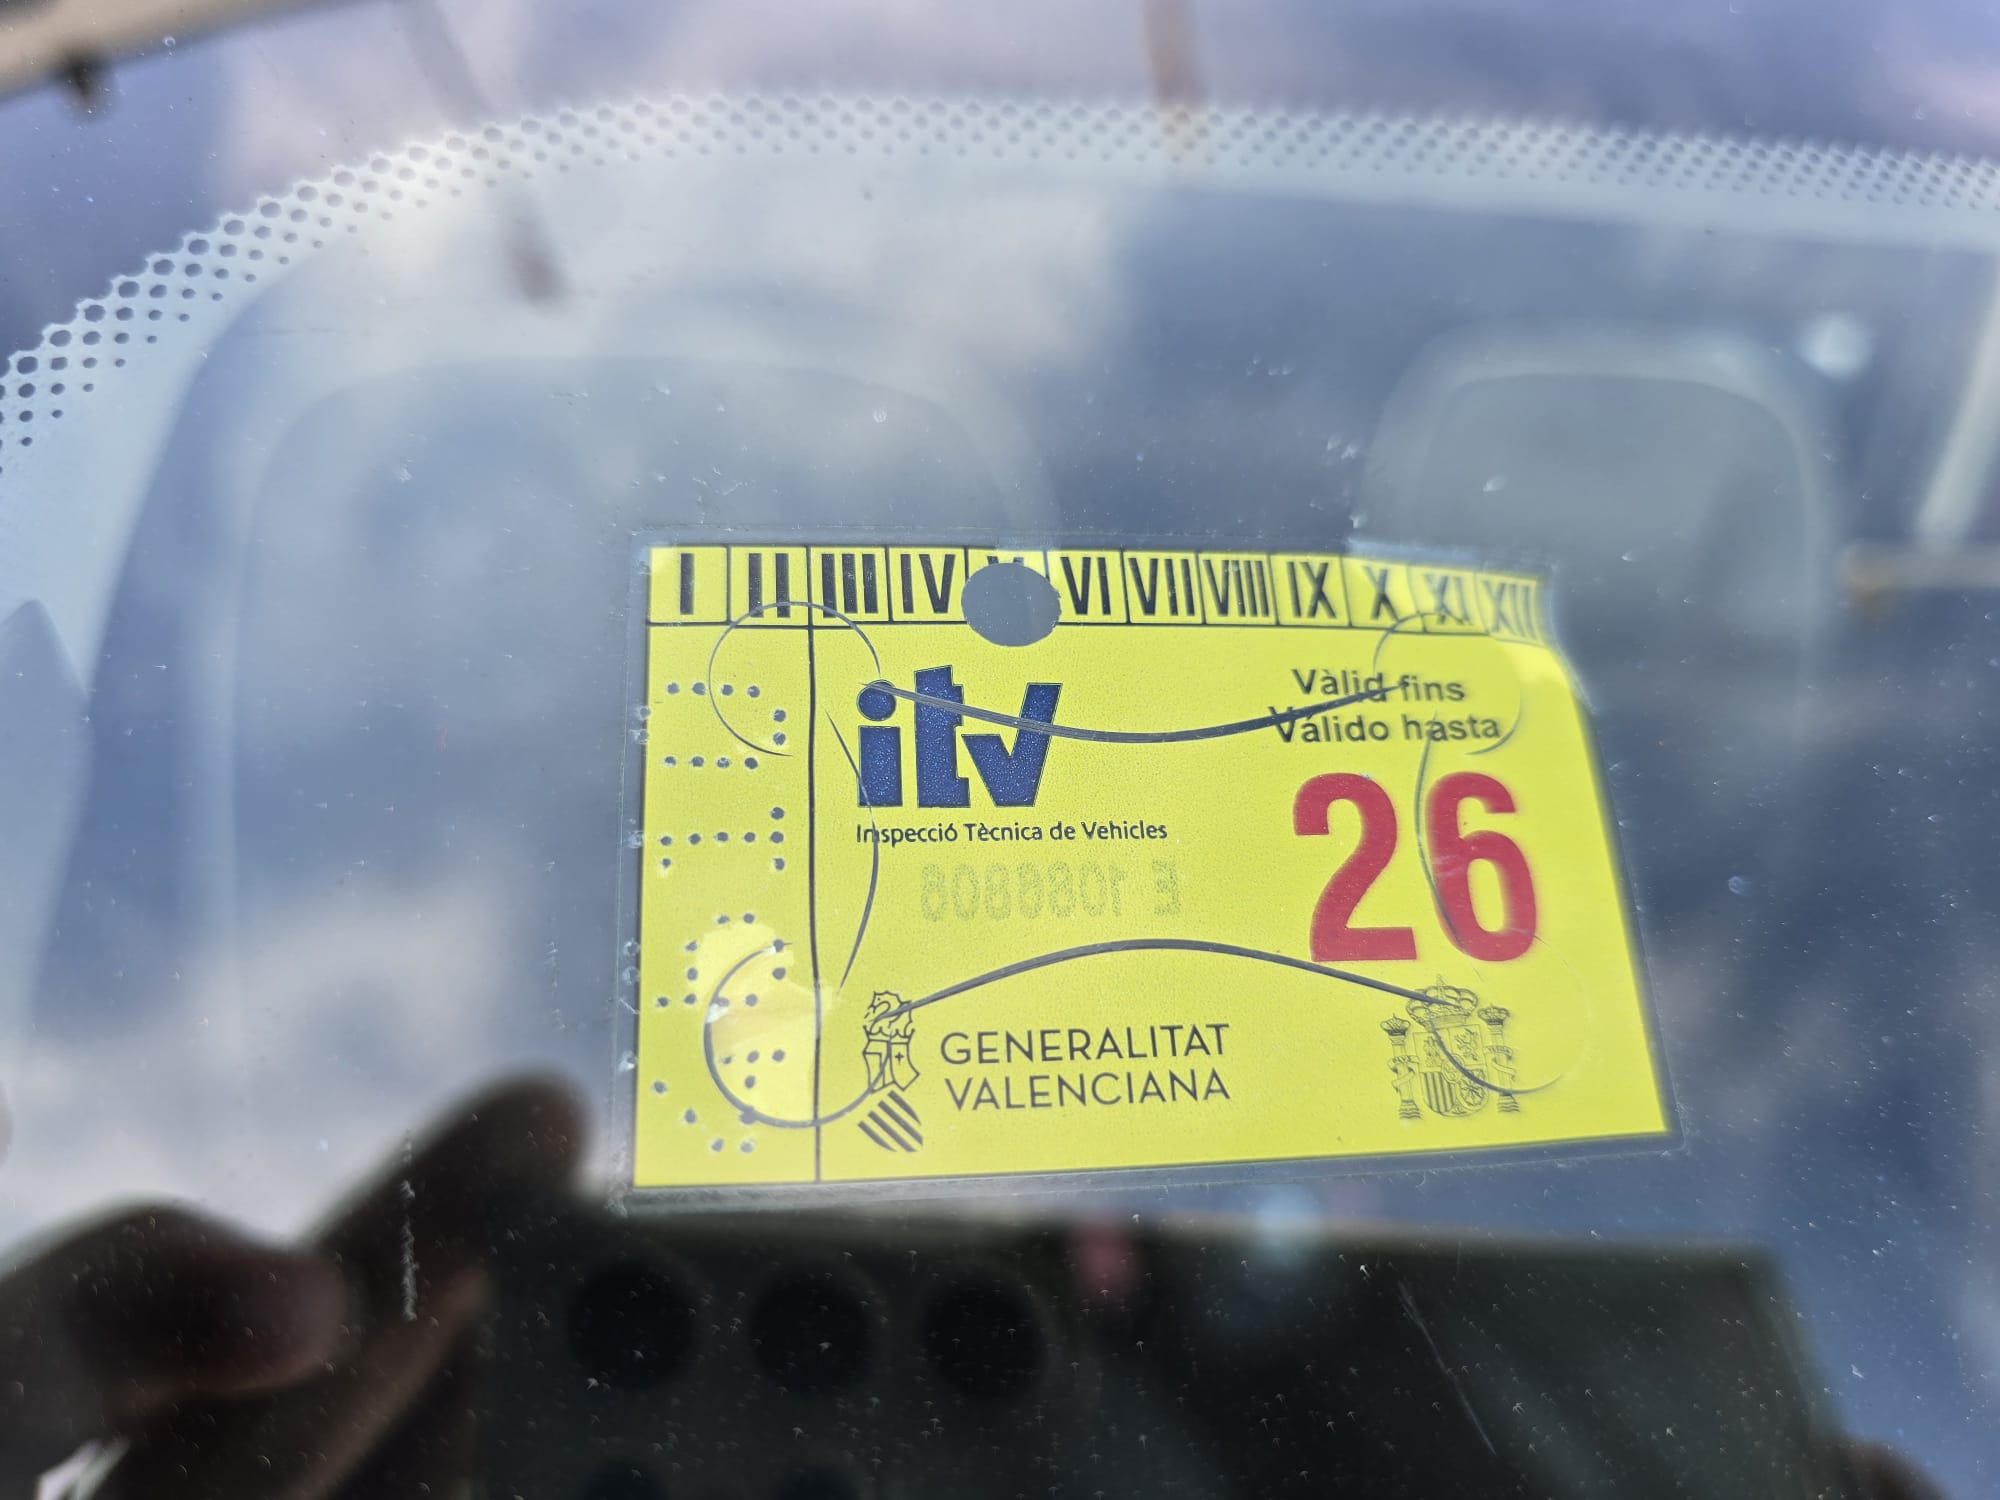 I II III IV V VI VII VIII IX X XI XII
itv
Vàlid fins
Válido hasta
Inspecció Tècnica de Vehicles
26
GENERALITAT
VALENCIANA